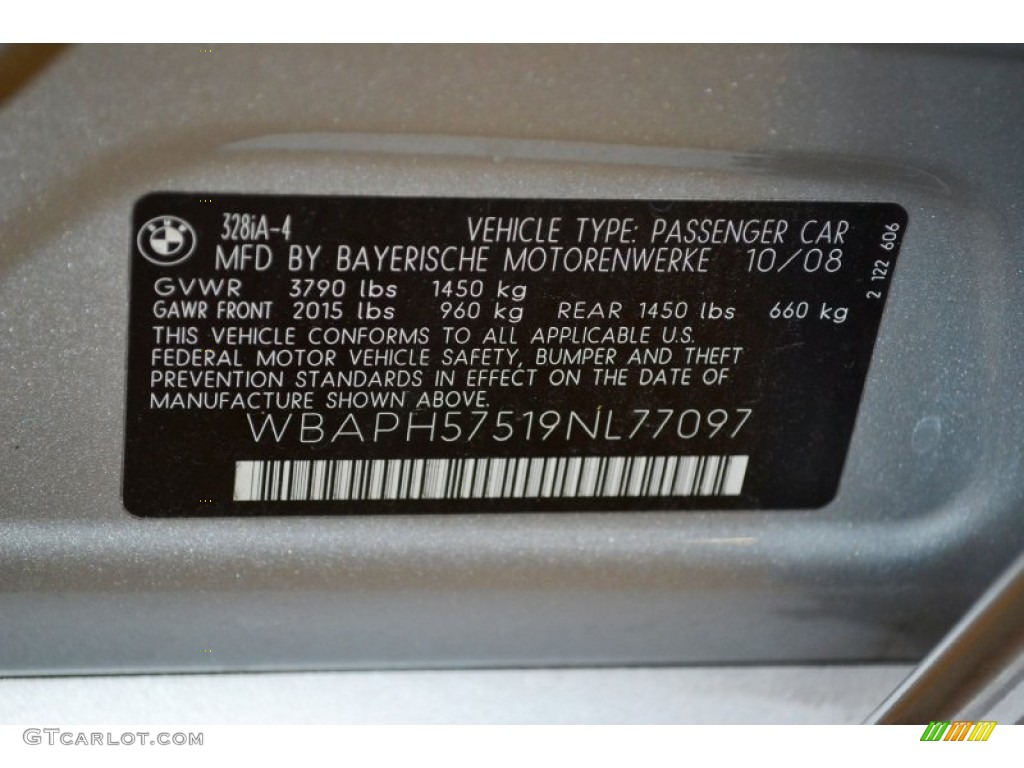 328iA-4 VEHICLE TYPE: PASSENGER CAR
MFD BY BAYERISCHE MOTORENWERKE 10/08
GVWR 3790 lbs 1450 kg
GAWR FRONT 2015 lbs 960 kg REAR 1450 lbs 660 kg
THIS VEHICLE CONFORMS TO ALL APPLICABLE U.S.
FEDERAL MOTOR VEHICLE SAFETY, BUMPER AND THEFT
PREVENTION STANDARDS IN EFFECT ON THE DATE OF
MANUFACTURE SHOWN ABOVE.
WBAPH57519NL77097
2 122 606
GTCARLOT.COM